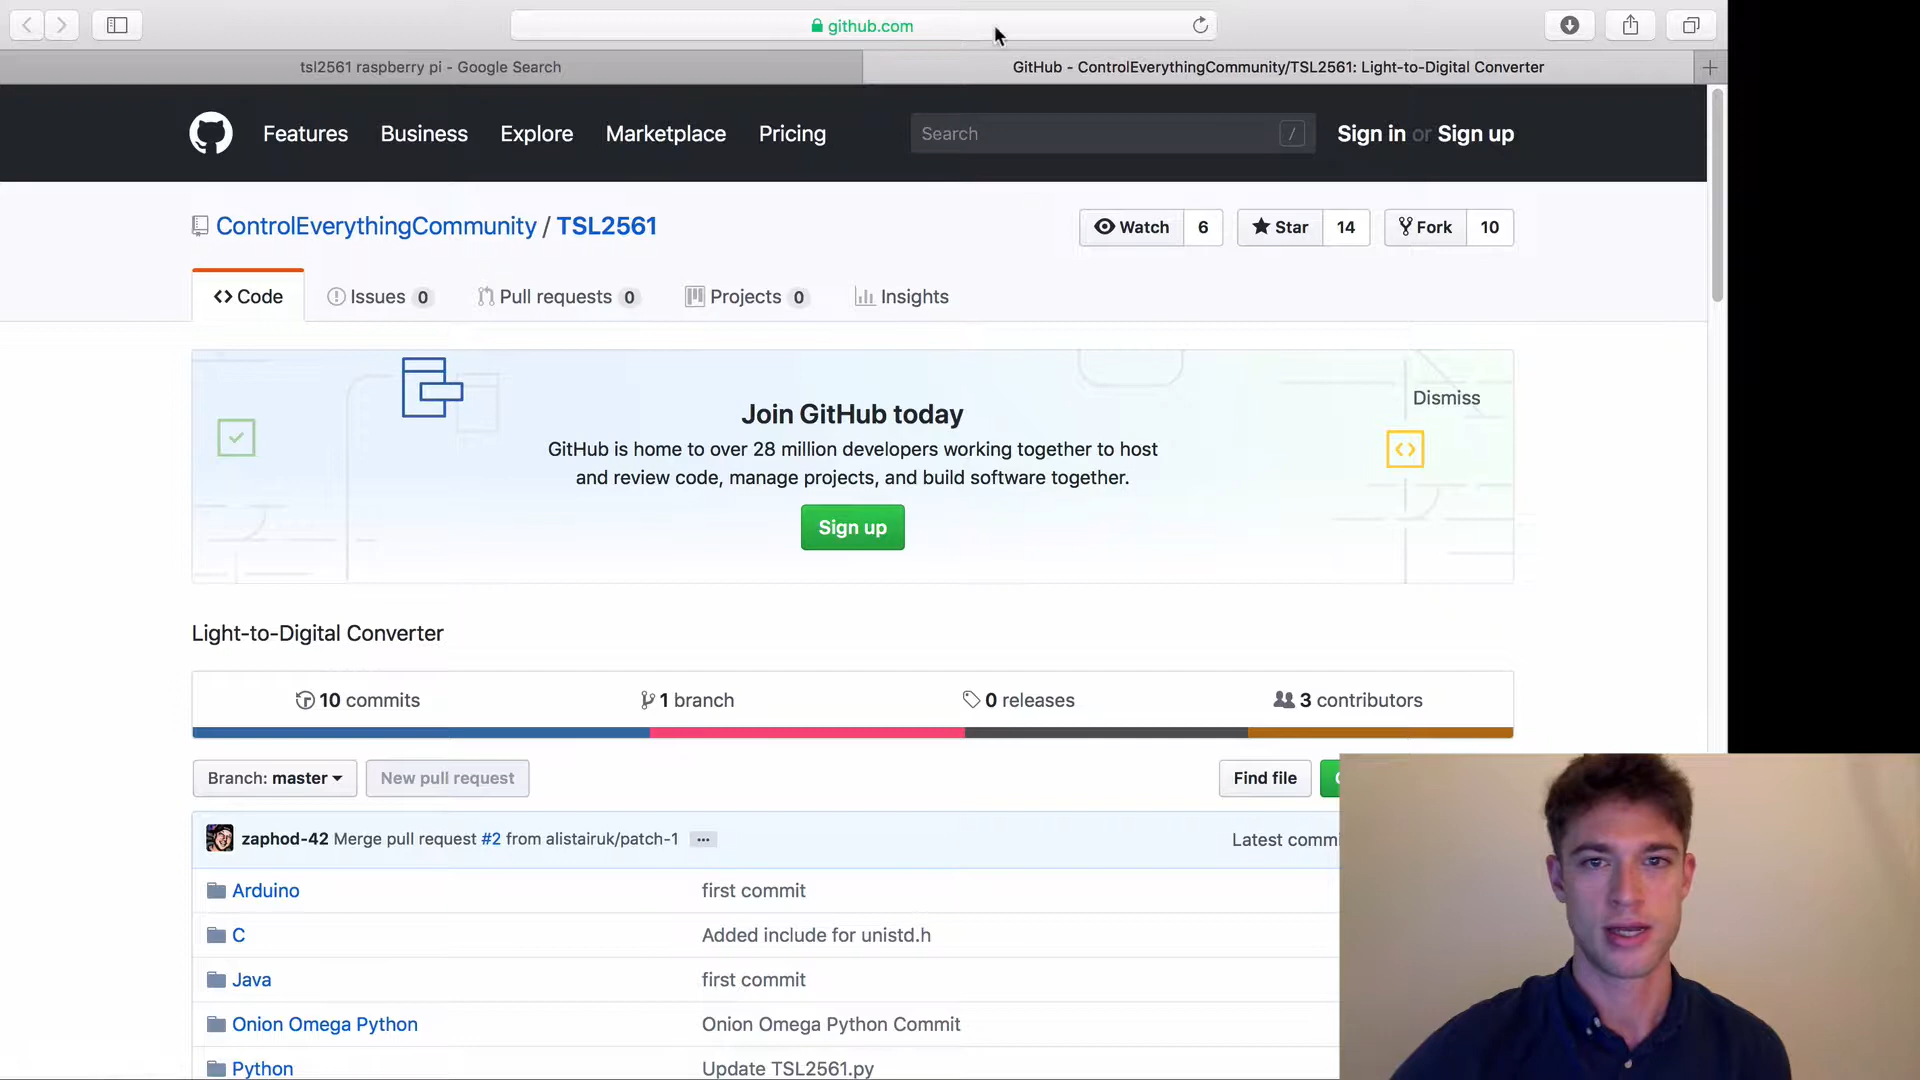 github.com
tsl2561 raspberry pi - Google Search
GitHub - ControlEverythingCommunity/TSL2561: Light-to-Digital Converter
Features Business Explore Marketplace Pricing Search / Sign in or Sign up
ControlEverythingCommunity / TSL2561
Watch 6 Star 14 Fork 10
Code Issues 0 Pull requests 0 Projects 0 Insights
Dismiss
Join GitHub today
GitHub is home to over 28 million developers working together to host
and review code, manage projects, and build software together.
Sign up
Light-to-Digital Converter
10 commits 1 branch 0 releases 3 contributors
Branch: master New pull request Find file
zaphod-42 Merge pull request #2 from alistairuk/patch-1 ... Latest
Arduino first commit
C Added include for unistd.h
Java first commit
Onion Omega Python Onion Omega Python Commit
Python Update TSL2561.py